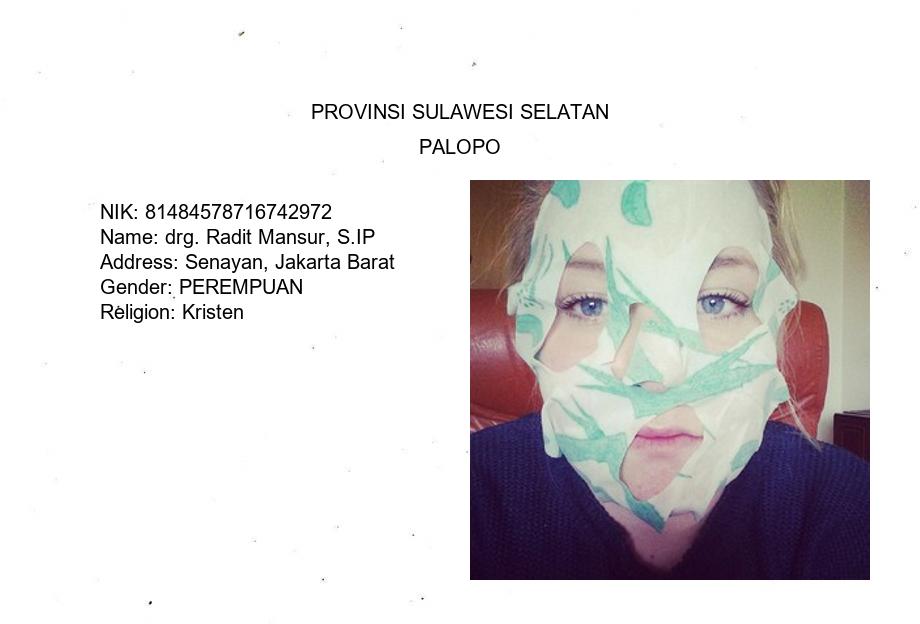 PROVINSI SULAWESI SELATAN
PALOPO
NIK: 81484578716742972
Name: drg. Radit Mansur, S.IP
Address: Senayan, Jakarta Barat
Gender: PEREMPUAN
Religion: Kristen